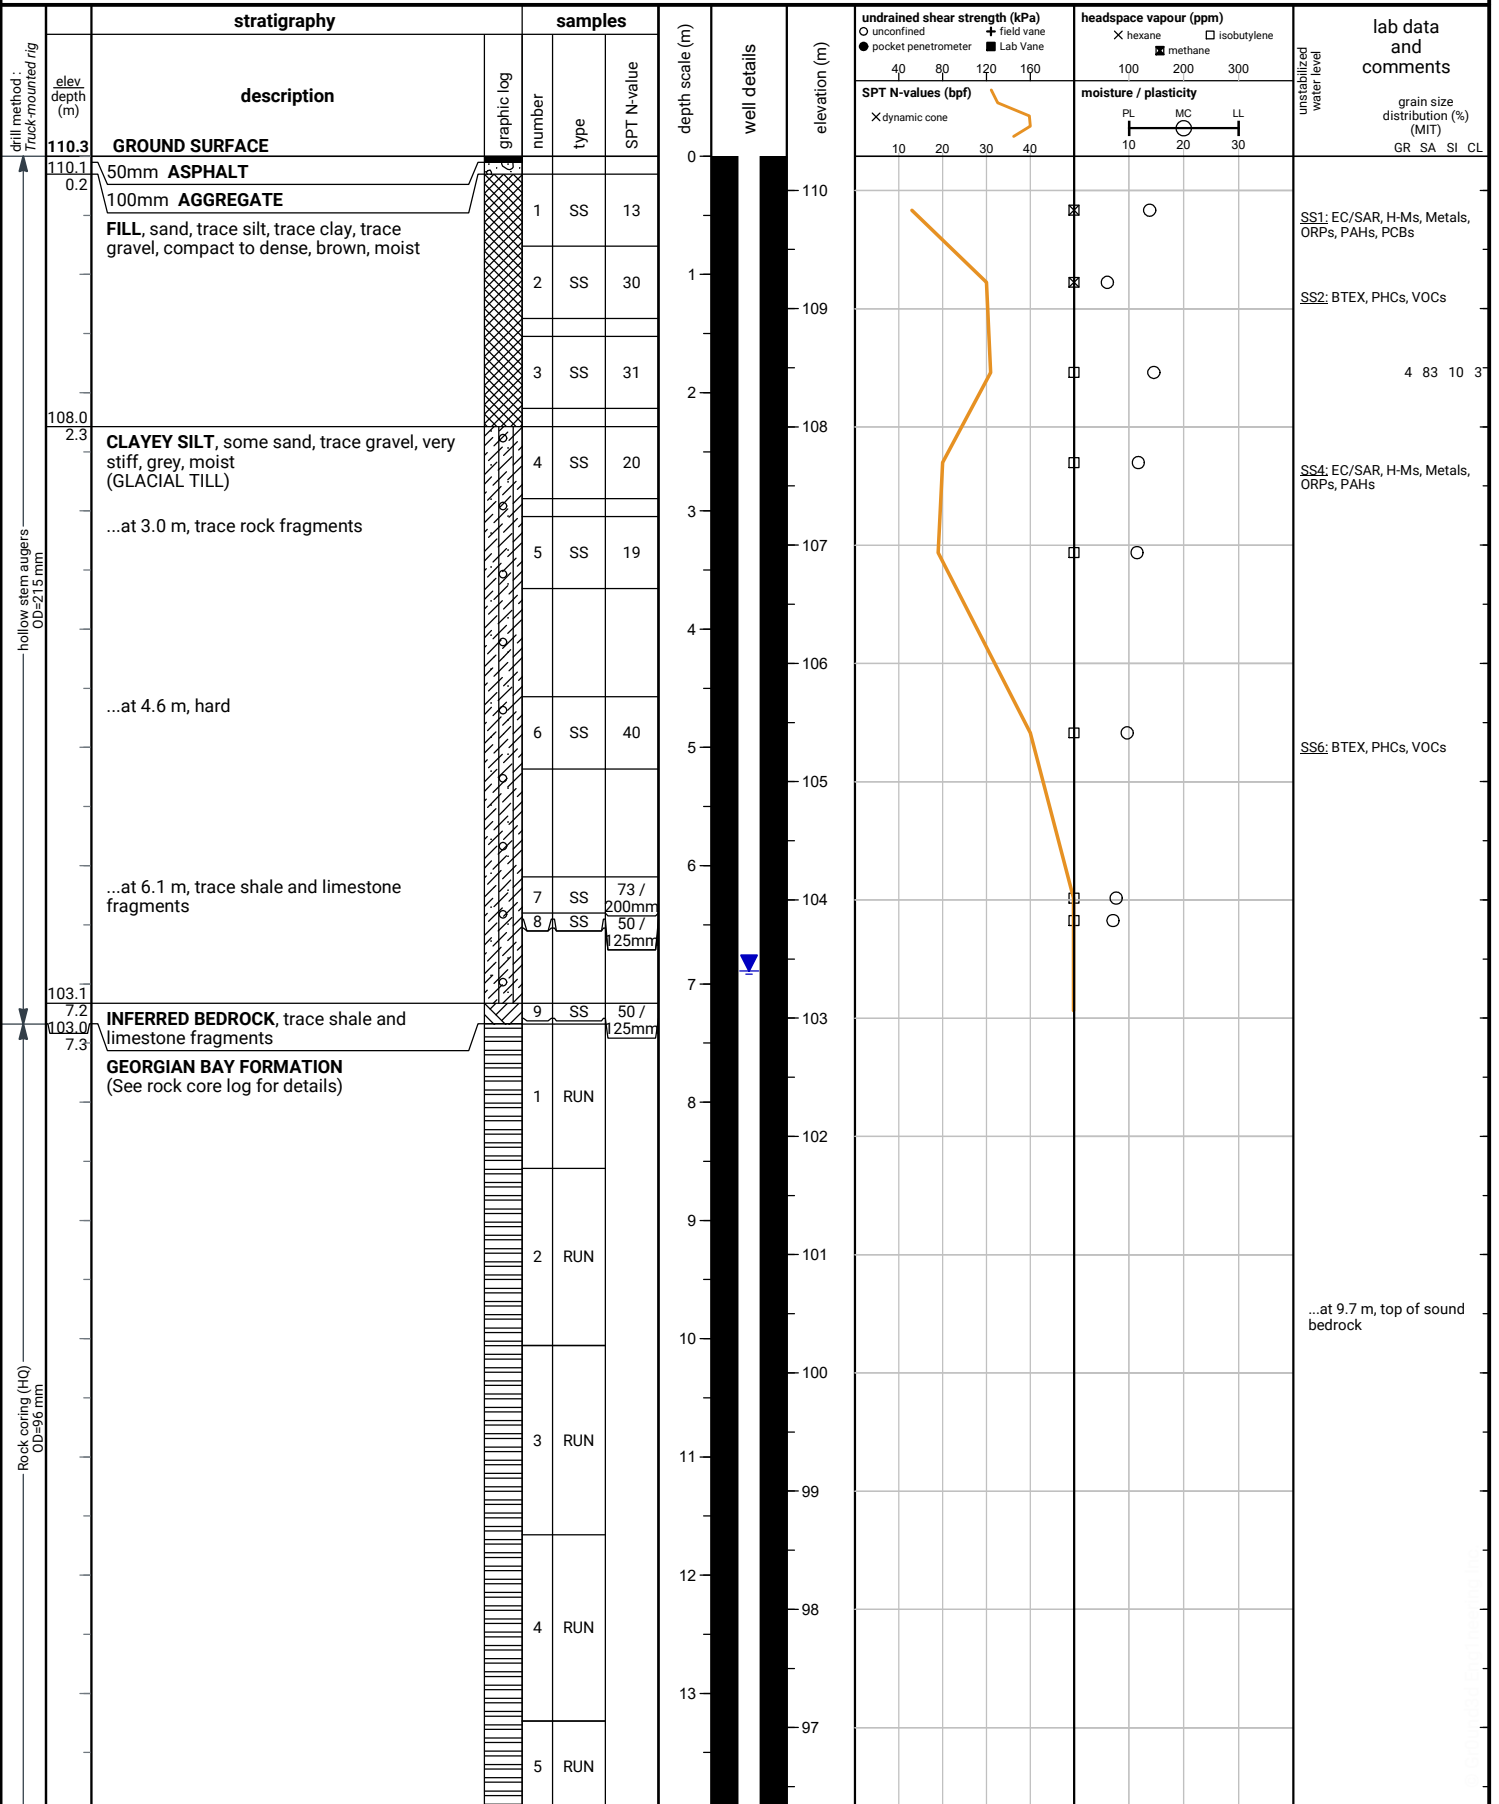 stratigraphy
samples
drill method :
Truck-mounted rig
elev
depth
(m)
description
graphic log
number
type
SPT N-value
depth scale (m)
well details
elevation (m)
undrained shear strength (kPa)
unconfined
field vane
pocket penetrometer
Lab Vane
40 80 120 160
SPT N-values (bpf)
dynamic cone
10 20 30 40
headspace vapour (ppm)
hexane
isobutylene
methane
100 200 300
moisture / plasticity
PL MC LL
10 20 30
unstabilized
water level
lab data
and
comments
grain size
distribution (%)
(MIT)
GR SA SI CL
110.3 GROUND SURFACE
110.1
0.2
50mm ASPHALT
100mm AGGREGATE
FILL, sand, trace silt, trace clay, trace
gravel, compact to dense, brown, moist
108.0
2.3
CLAYEY SILT, some sand, trace gravel, very
stiff, grey, moist
(GLACIAL TILL)
...at 3.0 m, trace rock fragments
...at 4.6 m, hard
...at 6.1 m, trace shale and limestone
fragments
103.1
7.2
INFERRED BEDROCK, trace shale and
limestone fragments
103.0
7.3
GEORGIAN BAY FORMATION
(See rock core log for details)
hollow stem augers
OD=215 mm
Rock coring (HQ)
OD=96 mm
1 SS 13
2 SS 30
3 SS 31
4 SS 20
5 SS 19
6 SS 40
7 SS 73 /
200mm
8 SS 50 /
125mm
9 SS 50 /
125mm
1 RUN
2 RUN
3 RUN
4 RUN
5 RUN
0
1
2
3
4
5
6
7
8
9
10
11
12
13
110
109
108
107
106
105
104
103
102
101
100
99
98
97
SS1: EC/SAR, H-Ms, Metals,
ORPs, PAHs, PCBs
SS2: BTEX, PHCs, VOCs
4 83 10 3
SS4: EC/SAR, H-Ms, Metals,
ORPs, PAHs
SS6: BTEX, PHCs, VOCs
...at 9.7 m, top of sound
bedrock